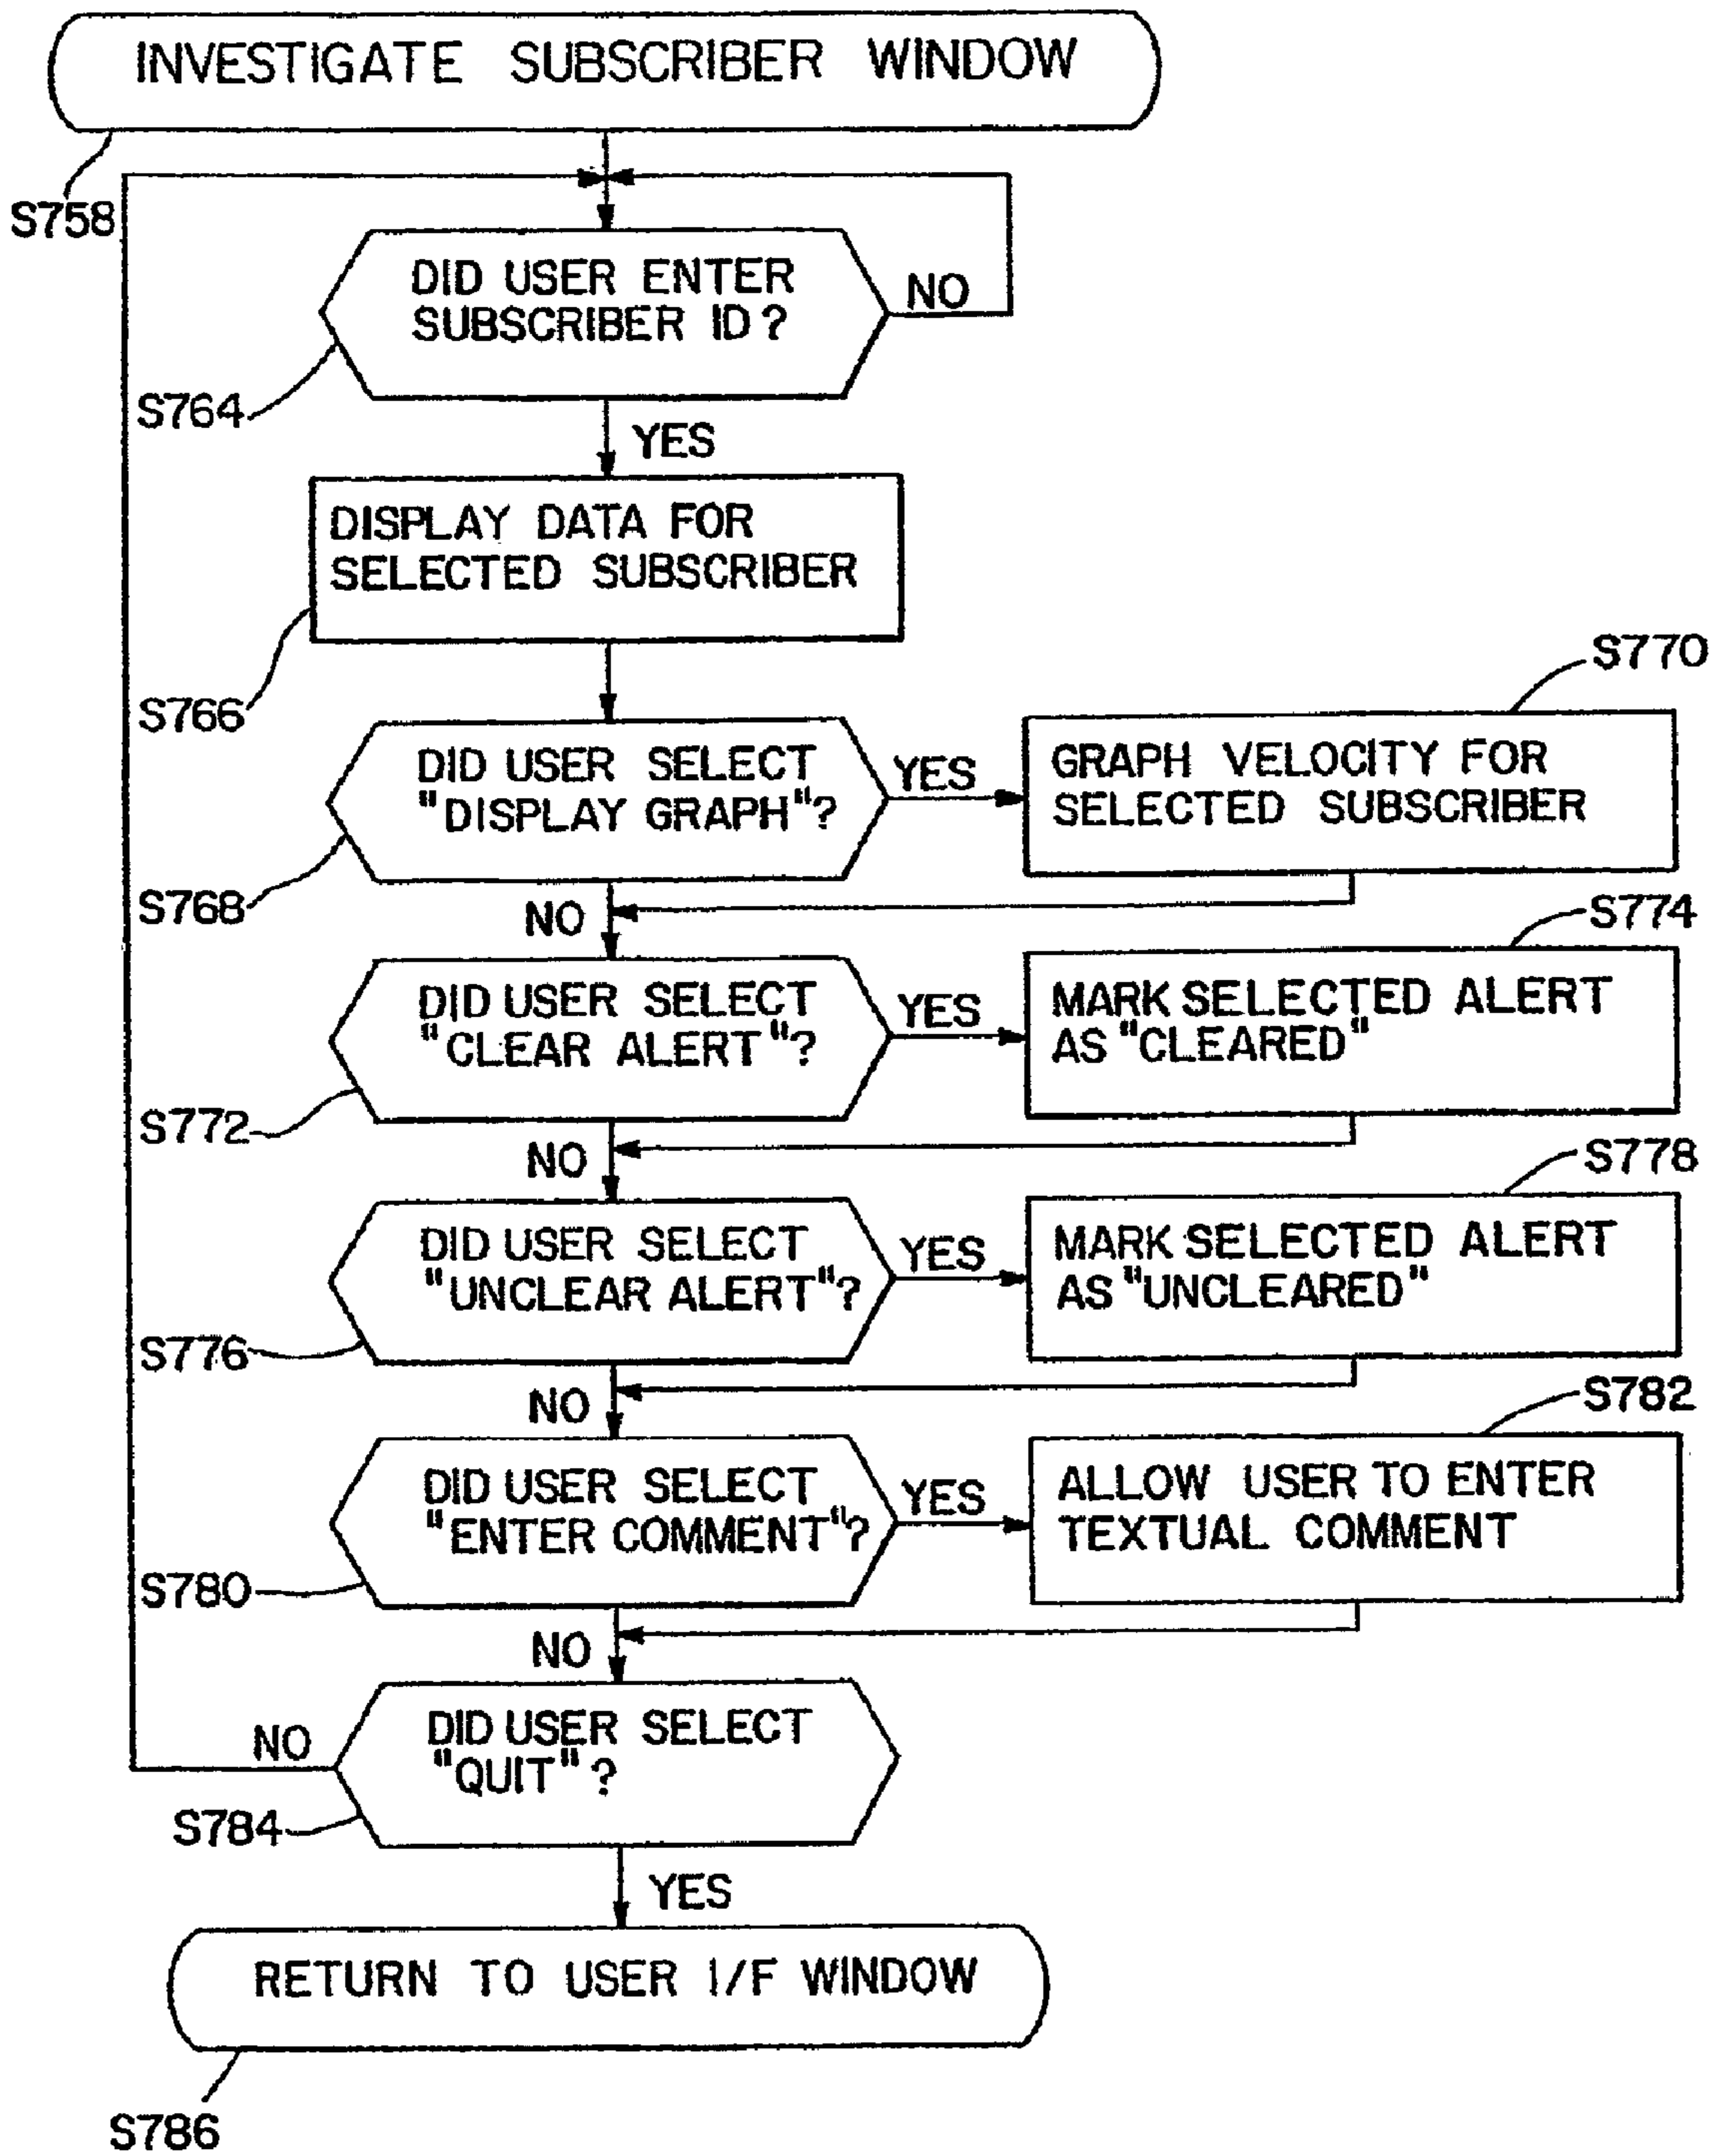 INVESTIGATE SUBSCRIBER WINDOW
S758
DID USER ENTER
SUBSCRIBER ID?
NO
S764
YES
DISPLAY DATA FOR
SELECTED SUBSCRIBER
S766
S770
DID USER SELECT
"DISPLAY GRAPH"?
YES
GRAPH VELOCITY FOR
SELECTED SUBSCRIBER
S768
NO
S774
DID USER SELECT
"CLEAR ALERT"?
YES
MARK SELECTED ALERT
AS "CLEARED"
S772
NO
S778
DID USER SELECT
"UNCLEAR ALERT"?
YES
MARK SELECTED ALERT
AS "UNCLEARED"
S776
NO
S782
DID USER SELECT
"ENTER COMMENT"?
YES
ALLOW USER TO ENTER
TEXTUAL COMMENT
S780
NO
DID USER SELECT
"QUIT"?
NO
S784
YES
RETURN TO USER I/F WINDOW
S786